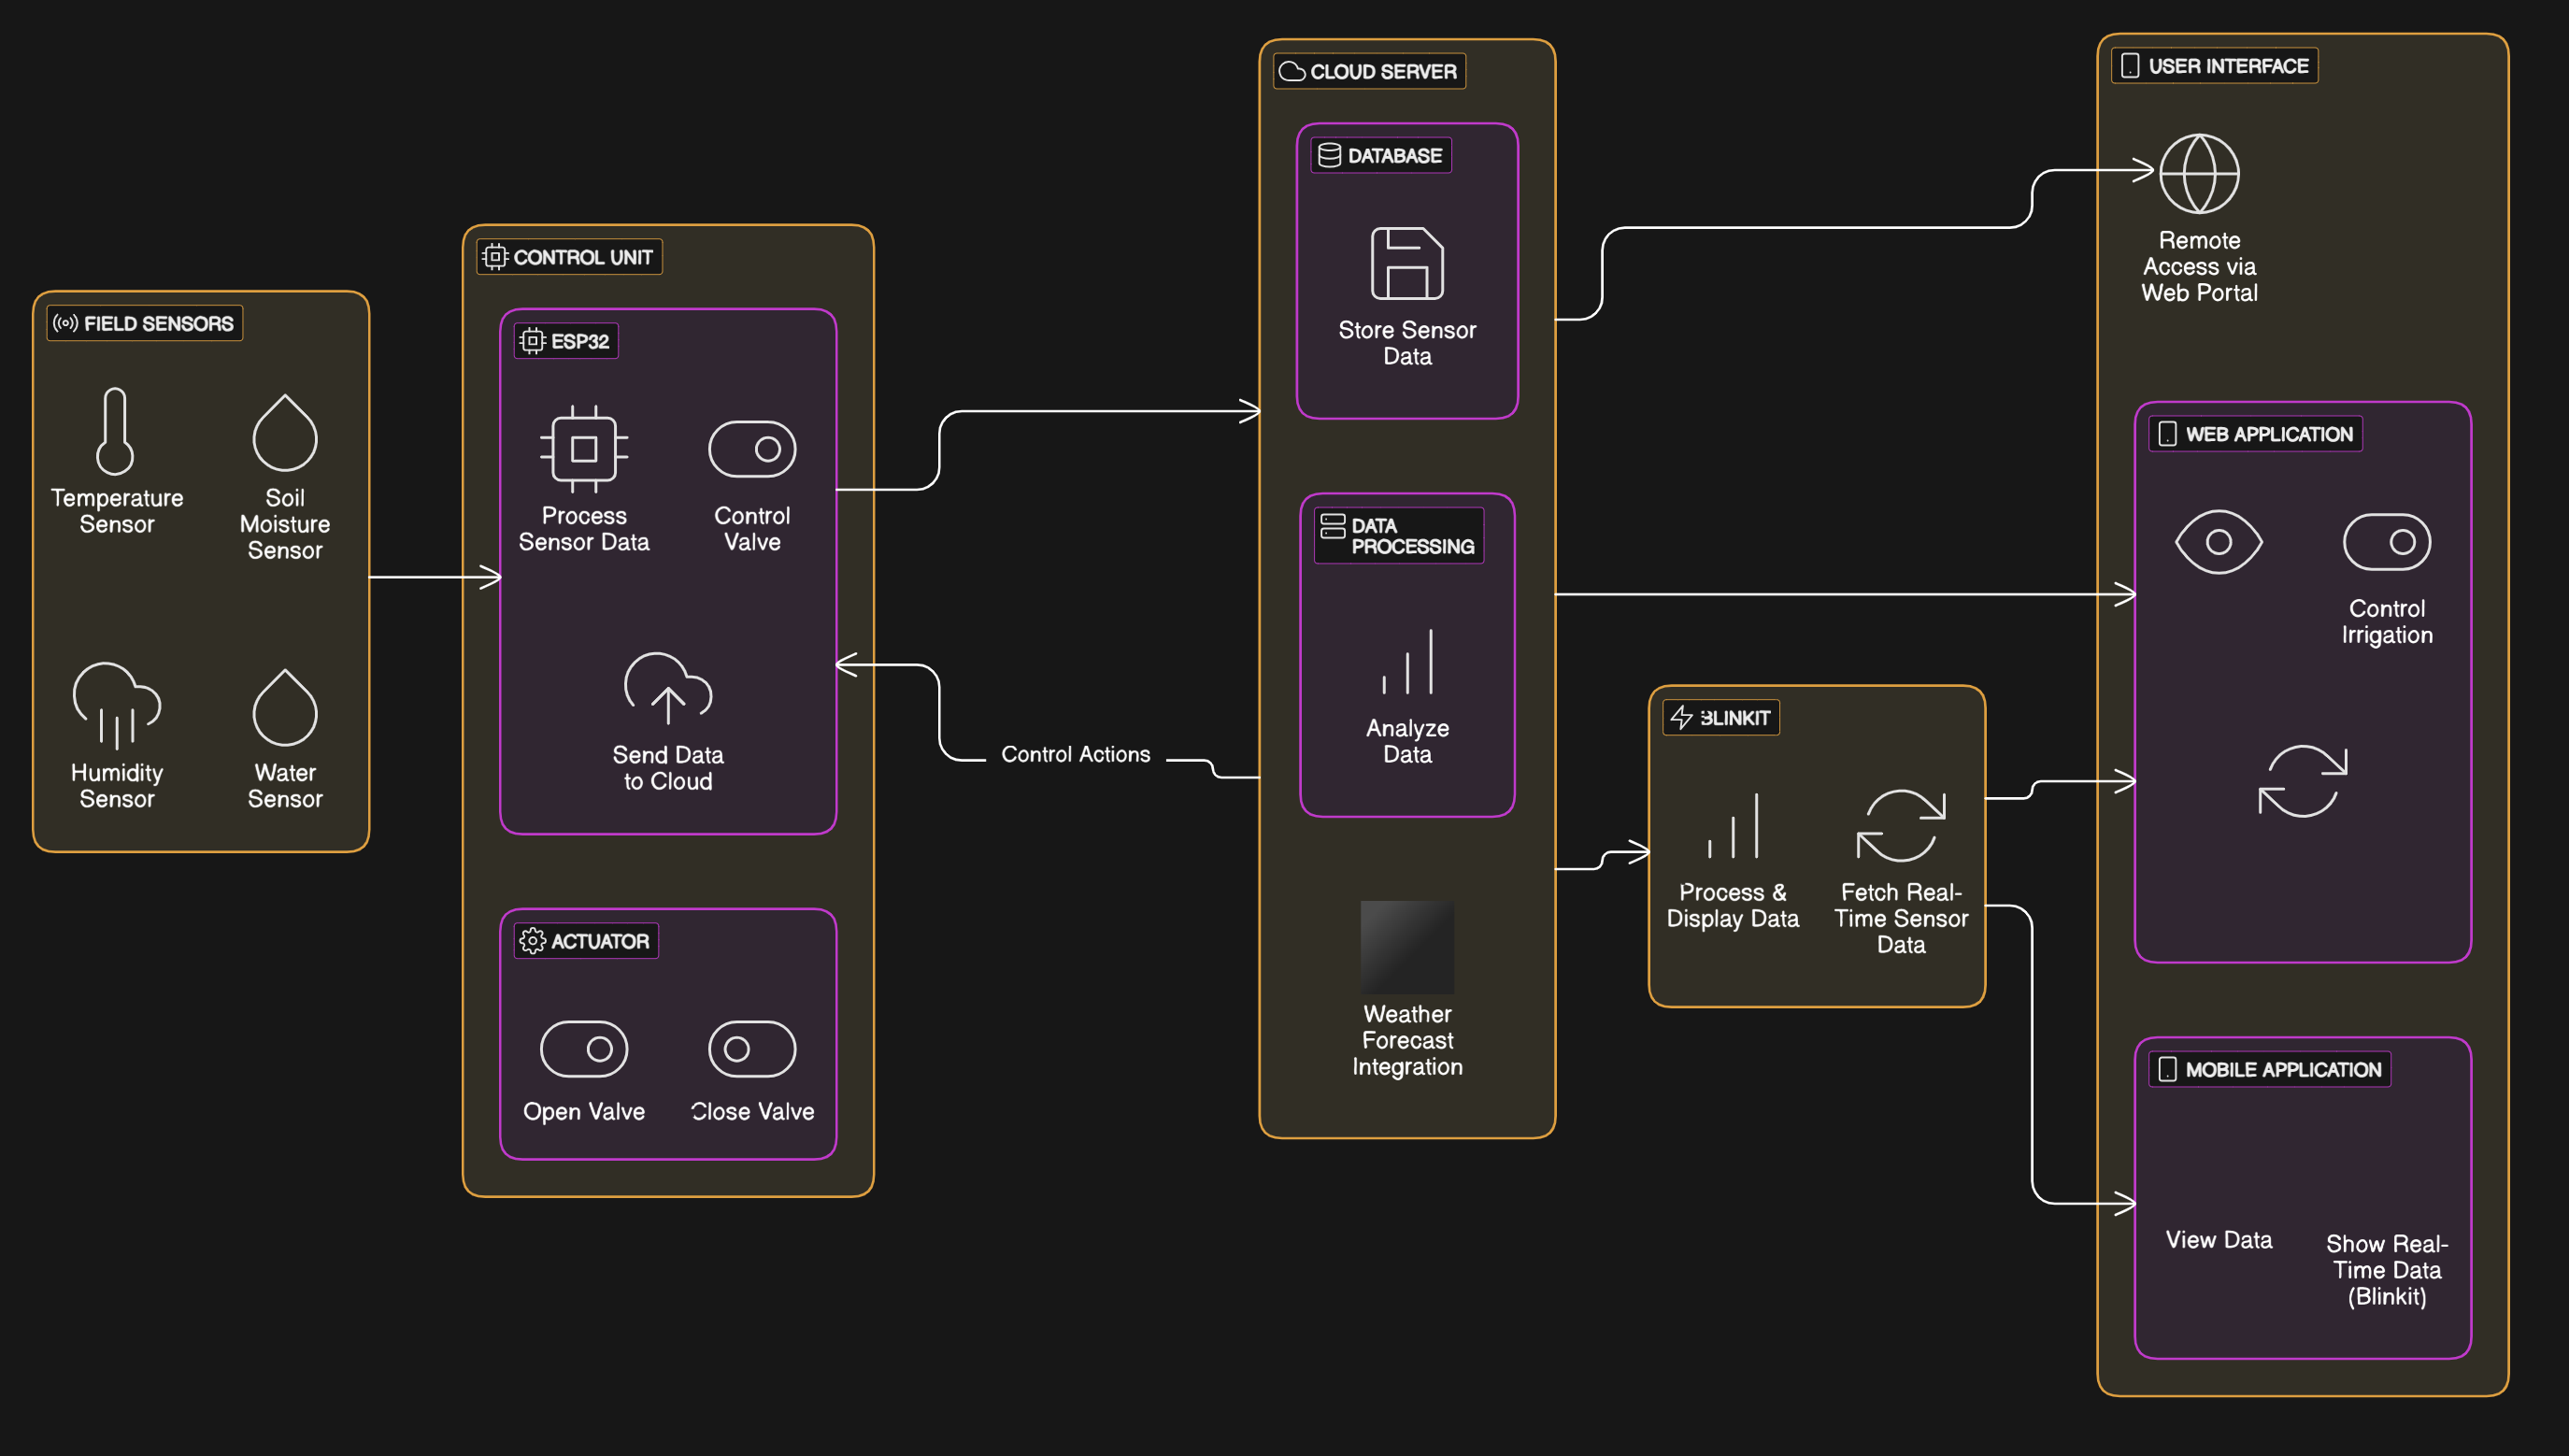 FIELD SENSORS
Temperature
Sensor
Soil
Moisture
Sensor
Humidity
Sensor
Water
Sensor
CONTROL UNIT
ESP32
Process
Sensor Data
Control
Valve
Send Data
to Cloud
ACTUATOR
Open Valve
Close Valve
Control Actions
CLOUD SERVER
DATABASE
Store Sensor
Data
DATA
PROCESSING
Analyze
Data
Weather
Forecast
Integration
BLINKIT
Process &
Display Data
Fetch Real-
Time Sensor
Data
USER INTERFACE
Remote
Access via
Web Portal
WEB APPLICATION
Control
Irrigation
MOBILE APPLICATION
View Data
Show Real-
Time Data
(Blinkit)